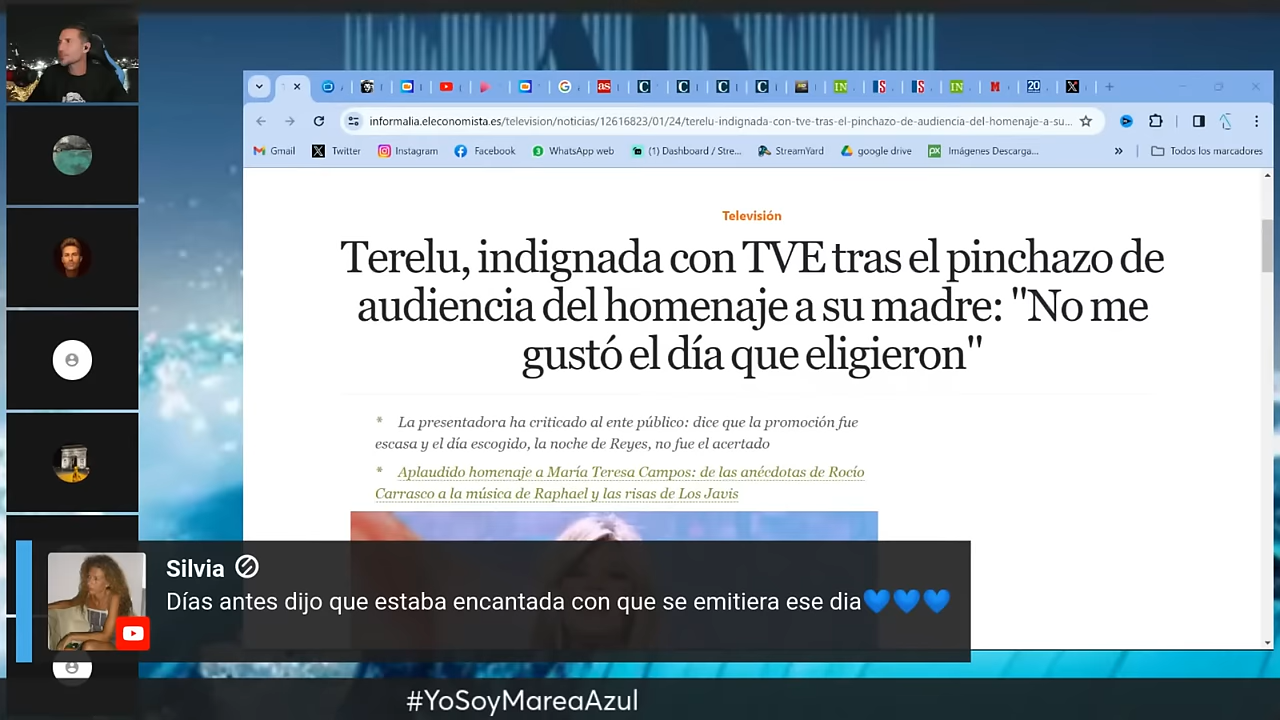 as
C
C
C
C
IN
S
S
IN
M
20
X
informalia.eleconomista.es/television/noticias/12616823/01/24/terelu-indignada-con-tve-tras-el-pinchazo-de-audiencia-del-homenaje-a-su...
Gmail
Twitter
Instagram
Facebook
WhatsApp web
(1) Dashboard / Stre...
StreamYard
google drive
Imágenes Descarga...
»
Todos los marcadores
Televisión
Terelu, indignada con TVE tras el pinchazo de
audiencia del homenaje a su madre: "No me
gustó el día que eligieron"
* La presentadora ha criticado al ente público: dice que la promoción fue
escasa y el día escogido, la noche de Reyes, no fue el acertado
* Aplaudido homenaje a María Teresa Campos: de las anécdotas de Rocío
Carrasco a la música de Raphael y las risas de Los Javis
Silvia
Días antes dijo que estaba encantada con que se emitiera ese dia💙💙💙
#YoSoyMareaAzul